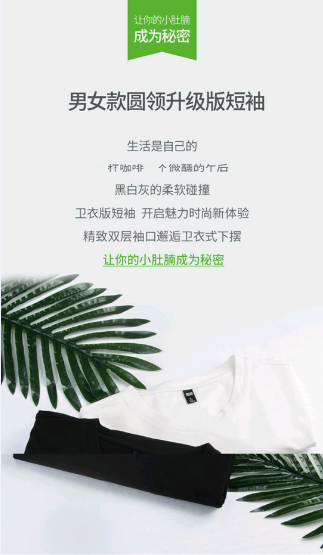 让你的小肚腩
成为秘密
男女款圆领升级版短袖
生活是自己的
一杯咖啡 一个微醺的午后
黑白灰的柔软碰撞
卫衣版短袖 开启魅力时尚新体验
精致双层袖口邂逅卫衣式下摆
让你的小肚腩成为秘密